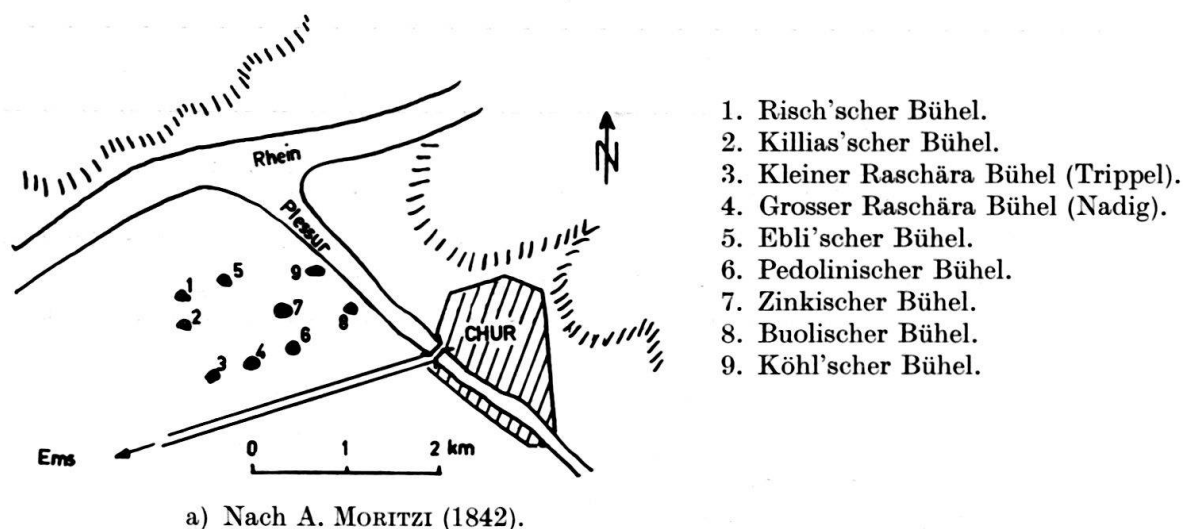 Rhein
Plessur
N
1
2
3
4
5
6
7
8
9
CHUR
Ems
0 1 2 km
1. Risch'scher Bühel.
2. Killias'scher Bühel.
3. Kleiner Raschära Bühel (Trippel).
4. Grosser Raschära Bühel (Nadig).
5. Ebli'scher Bühel.
6. Pedolinischer Bühel.
7. Zinkischer Bühel.
8. Buolischer Bühel.
9. Köhl'scher Bühel.
a) Nach A. MORITZI (1842).